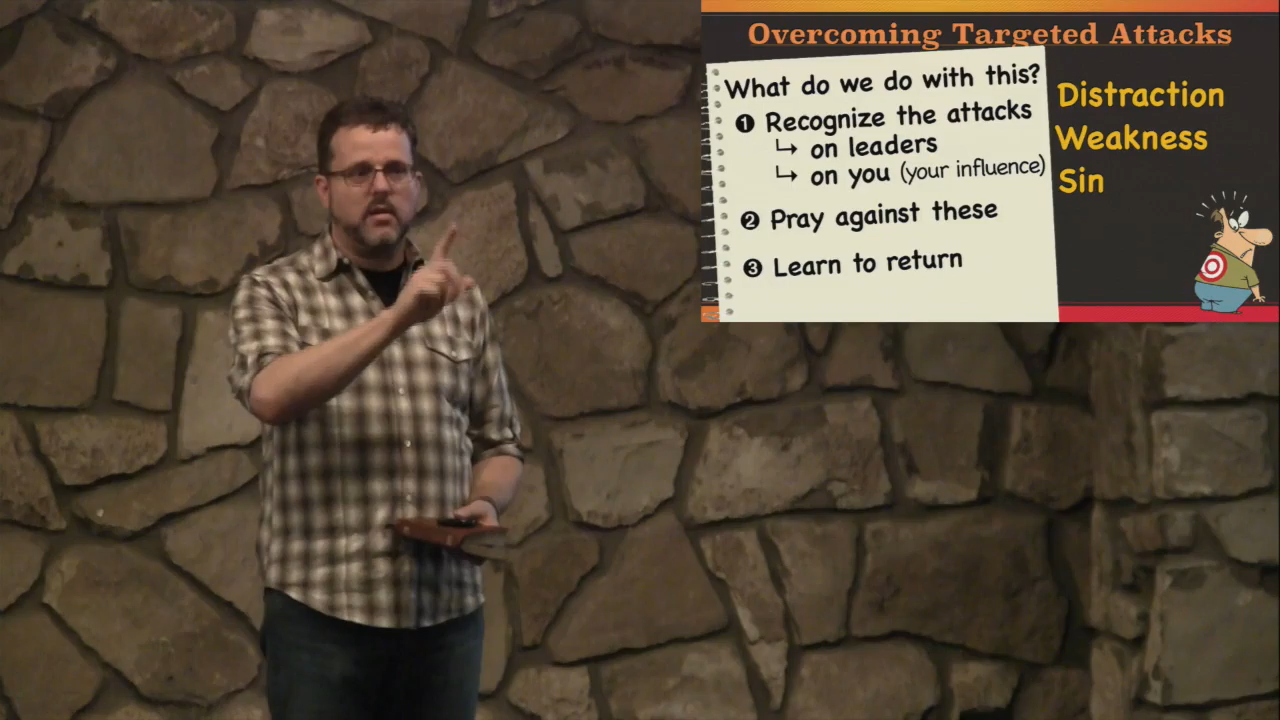 Overcoming Targeted Attacks
What do we do with this?
❶ Recognize the attacks
↳ on leaders
↳ on you (your influence)
❷ Pray against these
❸ Learn to return
Distraction
Weakness
Sin